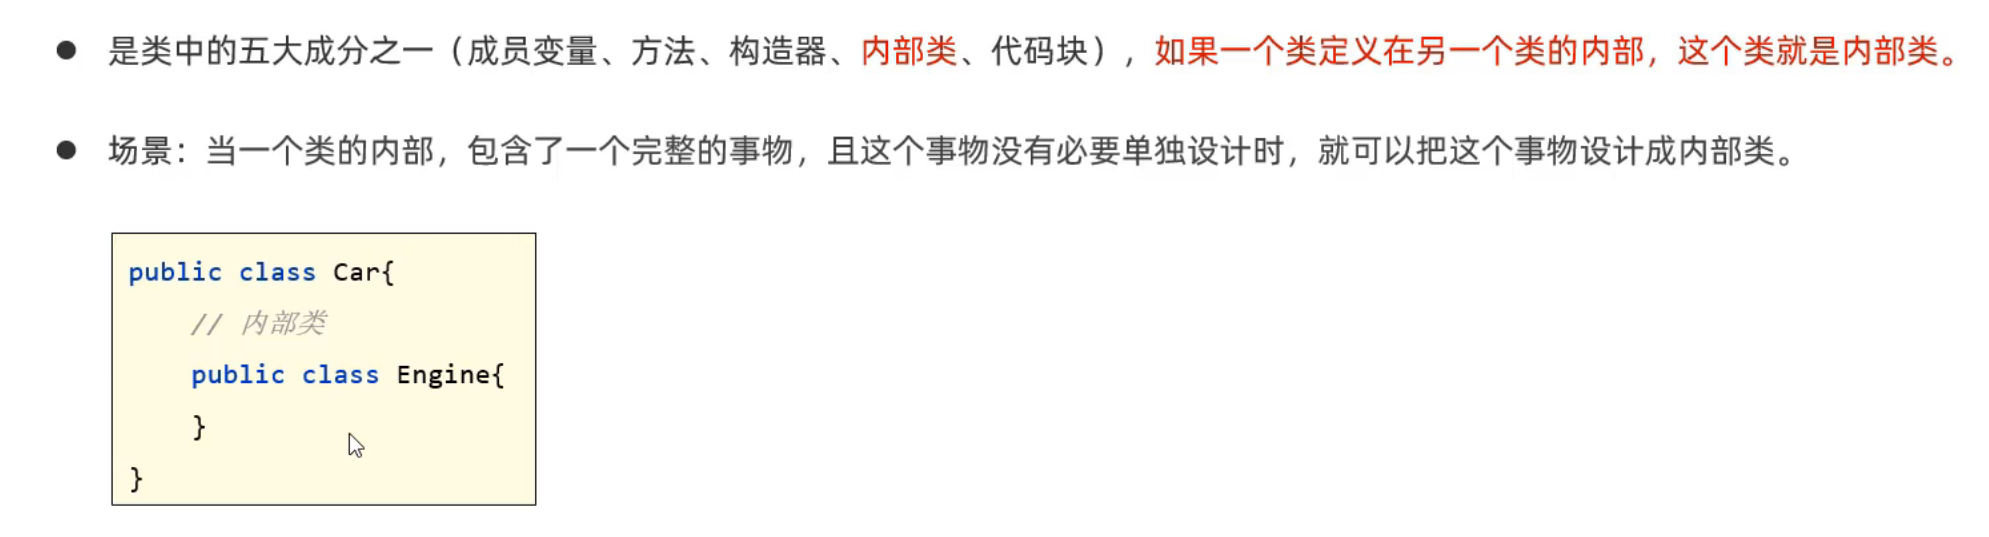 ● 是类中的五大成分之一（成员变量、方法、构造器、内部类、代码块），如果一个类定义在另一个类的内部，这个类就是内部类。
● 场景：当一个类的内部，包含了一个完整的事物，且这个事物没有必要单独设计时，就可以把这个事物设计成内部类。
public class Car{
    // 内部类
    public class Engine{
    }
}